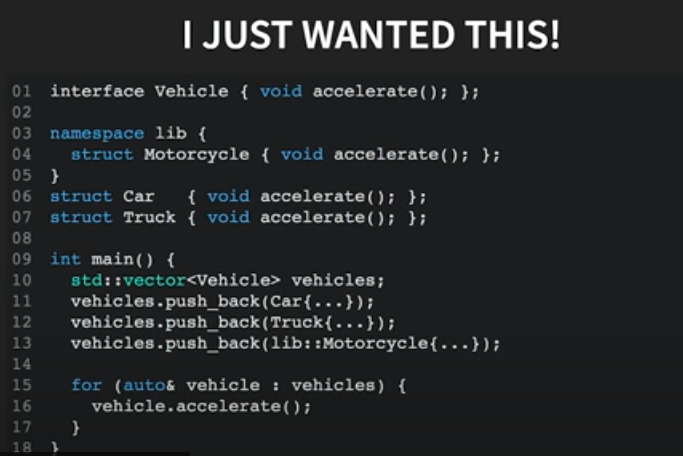 I JUST WANTED THIS!
01 interface Vehicle { void accelerate(); };
02
03 namespace lib {
04   struct Motorcycle { void accelerate(); };
05 }
06 struct Car   { void accelerate(); };
07 struct Truck { void accelerate(); };
08
09 int main() {
10   std::vector<Vehicle> vehicles;
11   vehicles.push_back(Car{...});
12   vehicles.push_back(Truck{...});
13   vehicles.push_back(lib::Motorcycle{...});
14
15   for (auto& vehicle : vehicles) {
16     vehicle.accelerate();
17   }
18 }